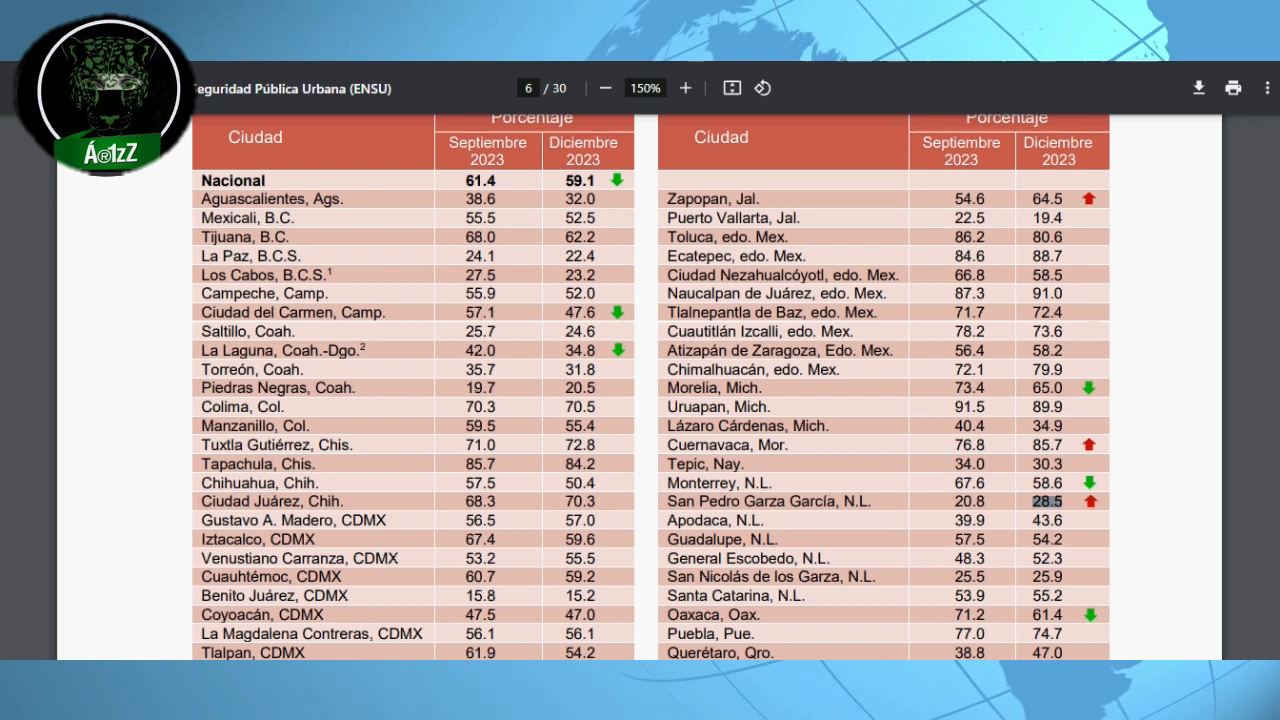 Seguridad Pública Urbana (ENSU)
6 / 30
150%
Á®1zZ
Ciudad Porcentaje
Septiembre 2023 Diciembre 2023
Nacional 61.4 59.1
Aguascalientes, Ags. 38.6 32.0
Mexicali, B.C. 55.5 52.5
Tijuana, B.C. 68.0 62.2
La Paz, B.C.S. 24.1 22.4
Los Cabos, B.C.S.¹ 27.5 23.2
Campeche, Camp. 55.9 52.0
Ciudad del Carmen, Camp. 57.1 47.6
Saltillo, Coah. 25.7 24.6
La Laguna, Coah.-Dgo.² 42.0 34.8
Torreón, Coah. 35.7 31.8
Piedras Negras, Coah. 19.7 20.5
Colima, Col. 70.3 70.5
Manzanillo, Col. 59.5 55.4
Tuxtla Gutiérrez, Chis. 71.0 72.8
Tapachula, Chis. 85.7 84.2
Chihuahua, Chih. 57.5 50.4
Ciudad Juárez, Chih. 68.3 70.3
Gustavo A. Madero, CDMX 56.5 57.0
Iztacalco, CDMX 67.4 59.6
Venustiano Carranza, CDMX 53.2 55.5
Cuauhtémoc, CDMX 60.7 59.2
Benito Juárez, CDMX 15.8 15.2
Coyoacán, CDMX 47.5 47.0
La Magdalena Contreras, CDMX 56.1 56.1
Tlalpan, CDMX 61.9 54.2
Ciudad Porcentaje
Septiembre 2023 Diciembre 2023
Zapopan, Jal. 54.6 64.5
Puerto Vallarta, Jal. 22.5 19.4
Toluca, edo. Mex. 86.2 80.6
Ecatepec, edo. Mex. 84.6 88.7
Ciudad Nezahualcóyotl, edo. Mex. 66.8 58.5
Naucalpan de Juárez, edo. Mex. 87.3 91.0
Tlalnepantla de Baz, edo. Mex. 71.7 72.4
Cuautitlán Izcalli, edo. Mex. 78.2 73.6
Atizapán de Zaragoza, Edo. Mex. 56.4 58.2
Chimalhuacán, edo. Mex. 72.1 79.9
Morelia, Mich. 73.4 65.0
Uruapan, Mich. 91.5 89.9
Lázaro Cárdenas, Mich. 40.4 34.9
Cuernavaca, Mor. 76.8 85.7
Tepic, Nay. 34.0 30.3
Monterrey, N.L. 67.6 58.6
San Pedro Garza García, N.L. 20.8 28.5
Apodaca, N.L. 39.9 43.6
Guadalupe, N.L. 57.5 54.2
General Escobedo, N.L. 48.3 52.3
San Nicolás de los Garza, N.L. 25.5 25.9
Santa Catarina, N.L. 53.9 55.2
Oaxaca, Oax. 71.2 61.4
Puebla, Pue. 77.0 74.7
Querétaro, Qro. 38.8 47.0